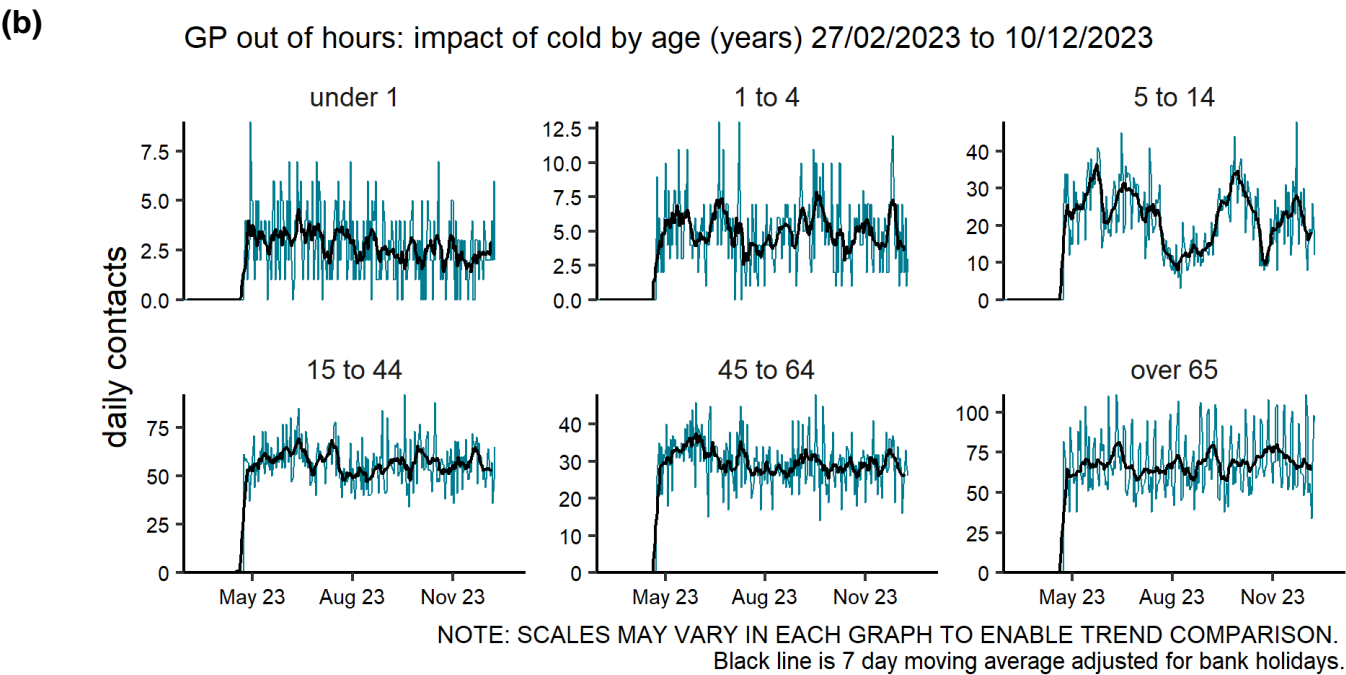 (b)
GP out of hours: impact of cold by age (years) 27/02/2023 to 10/12/2023
daily contacts
under 1
7.5
5.0
2.5
0.0
1 to 4
12.5
10.0
7.5
5.0
2.5
0.0
5 to 14
40
30
20
10
0
15 to 44
75
50
25
0
May 23 Aug 23 Nov 23
45 to 64
40
30
20
10
0
May 23 Aug 23 Nov 23
over 65
100
75
50
25
0
May 23 Aug 23 Nov 23
NOTE: SCALES MAY VARY IN EACH GRAPH TO ENABLE TREND COMPARISON.
Black line is 7 day moving average adjusted for bank holidays.